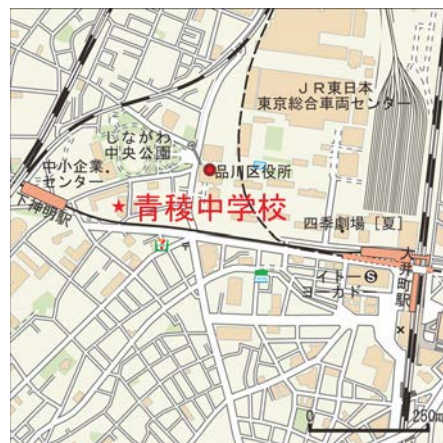 JR東日本
東京総合車両センター
しながわ
中央公園
中小企業
センター
品川区役所
下神明駅
★青稜中学校
四季劇場[夏]
大井町駅
イトー
ヨーカドー
S
7
0
250m